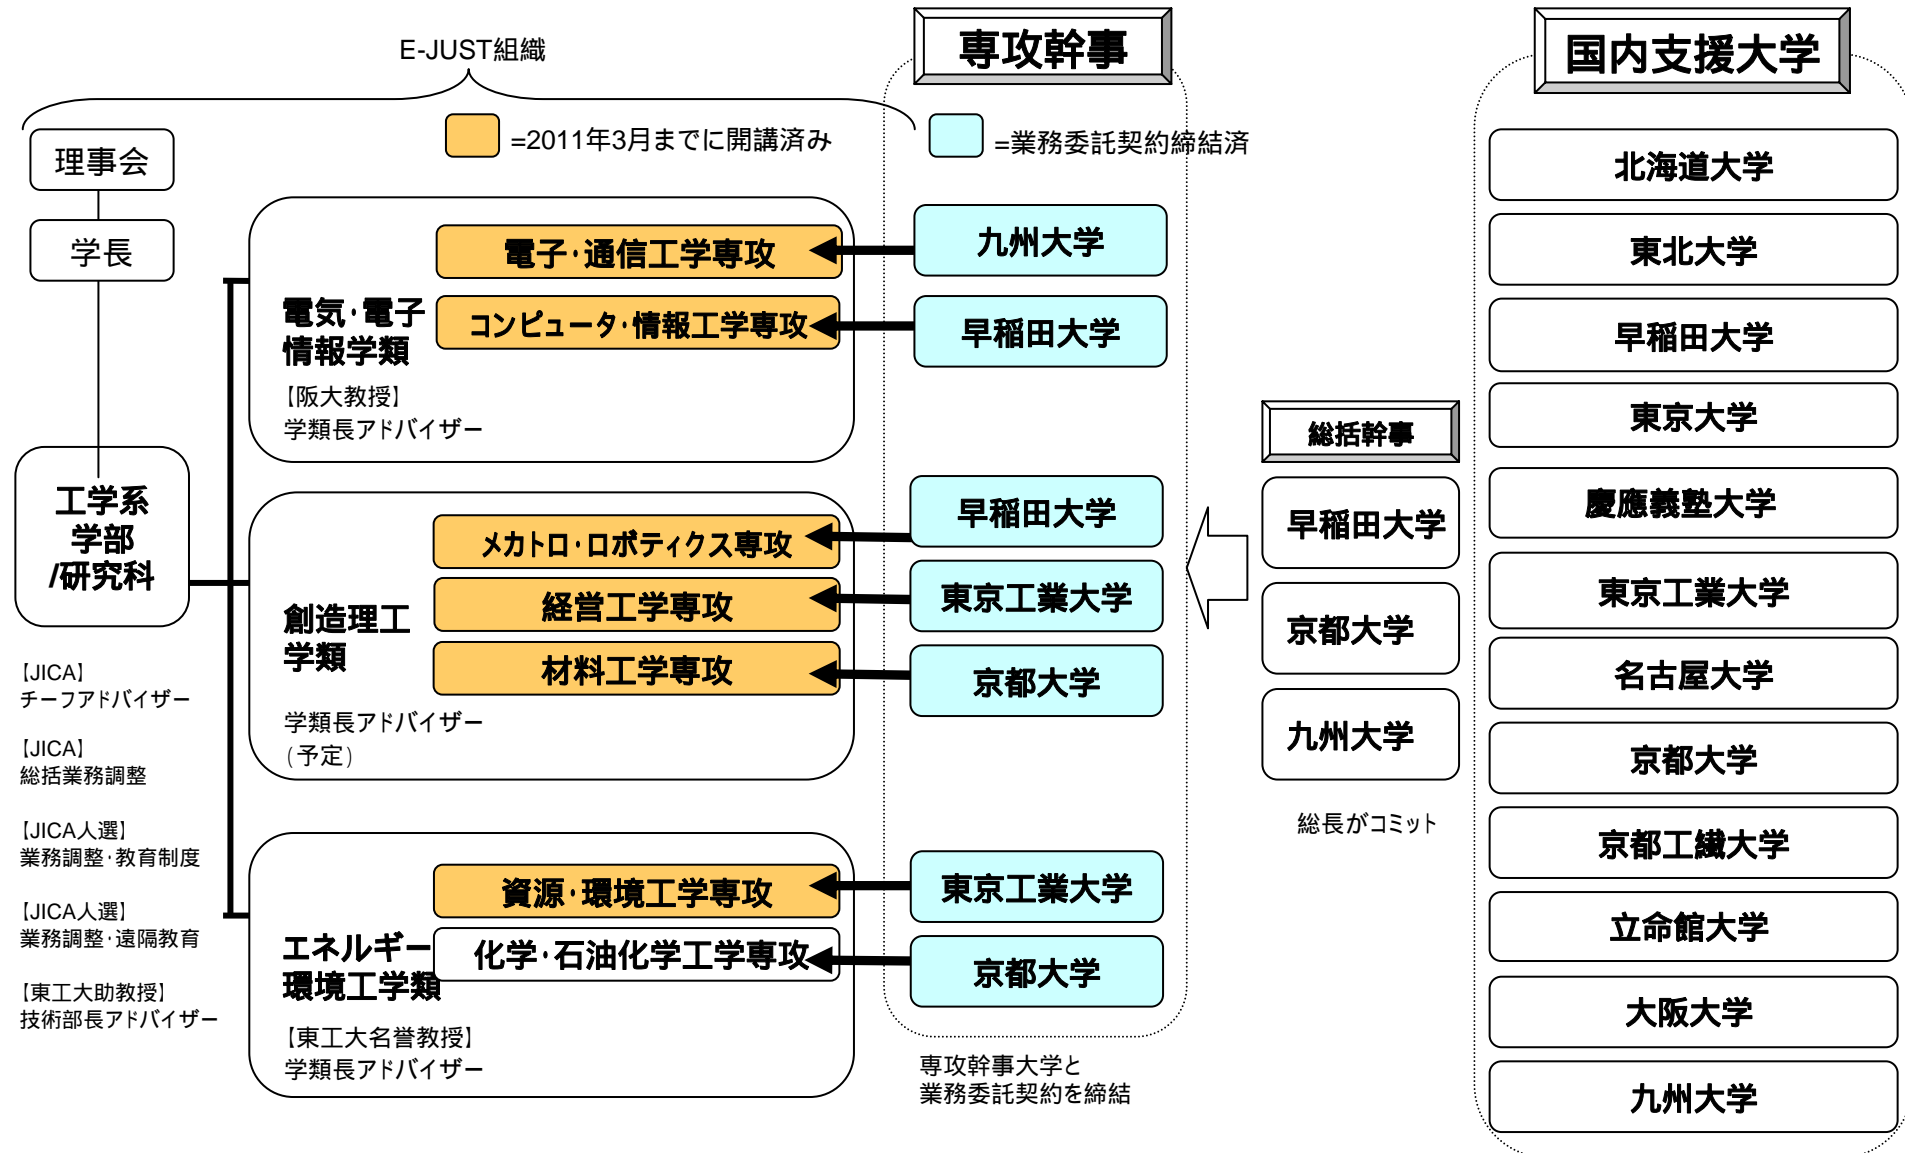 E-JUST組織
専攻幹事
国内支援大学
=2011年3月までに開講済み
=業務委託契約締結済
理事会
学長
工学系
学部
/研究科
【JICA】
チーフアドバイザー
【JICA】
総括業務調整
【JICA人選】
業務調整・教育制度
【JICA人選】
業務調整・遠隔教育
【東工大助教授】
技術部長アドバイザー
電子・通信工学専攻
コンピュータ・情報工学専攻
電気・電子
情報学類
【阪大教授】
学類長アドバイザー
メカトロ・ロボティクス専攻
経営工学専攻
材料工学専攻
創造理工
学類
学類長アドバイザー
(予定)
資源・環境工学専攻
化学・石油化学工学専攻
エネルギー
環境工学類
【東工大名誉教授】
学類長アドバイザー
九州大学
早稲田大学
早稲田大学
東京工業大学
京都大学
東京工業大学
京都大学
専攻幹事大学と
業務委託契約を締結
総括幹事
早稲田大学
京都大学
九州大学
総長がコミット
北海道大学
東北大学
早稲田大学
東京大学
慶應義塾大学
東京工業大学
名古屋大学
京都大学
京都工繊大学
立命館大学
大阪大学
九州大学